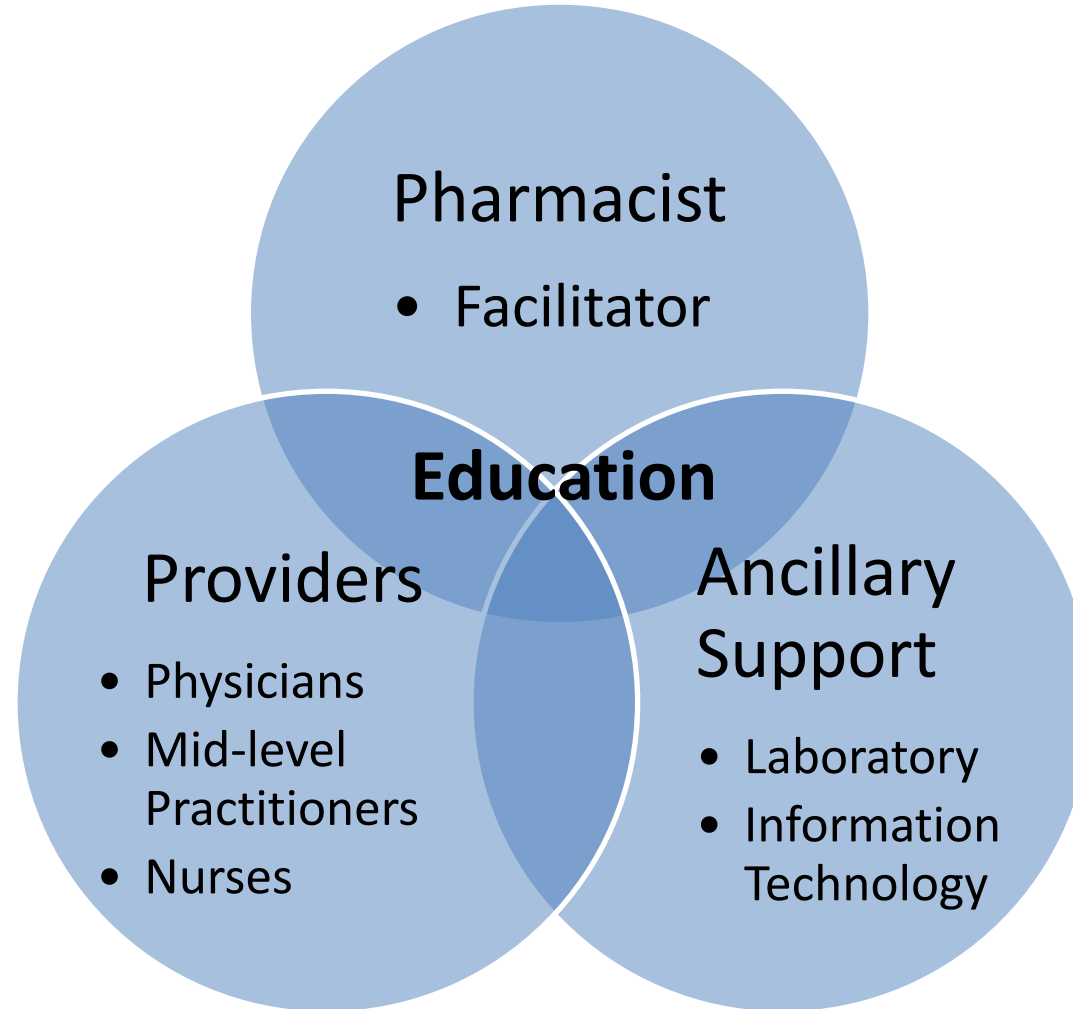 Pharmacist
• Facilitator
Education
Providers
• Physicians
• Mid-level
Practitioners
• Nurses
Ancillary
Support
• Laboratory
• Information
Technology